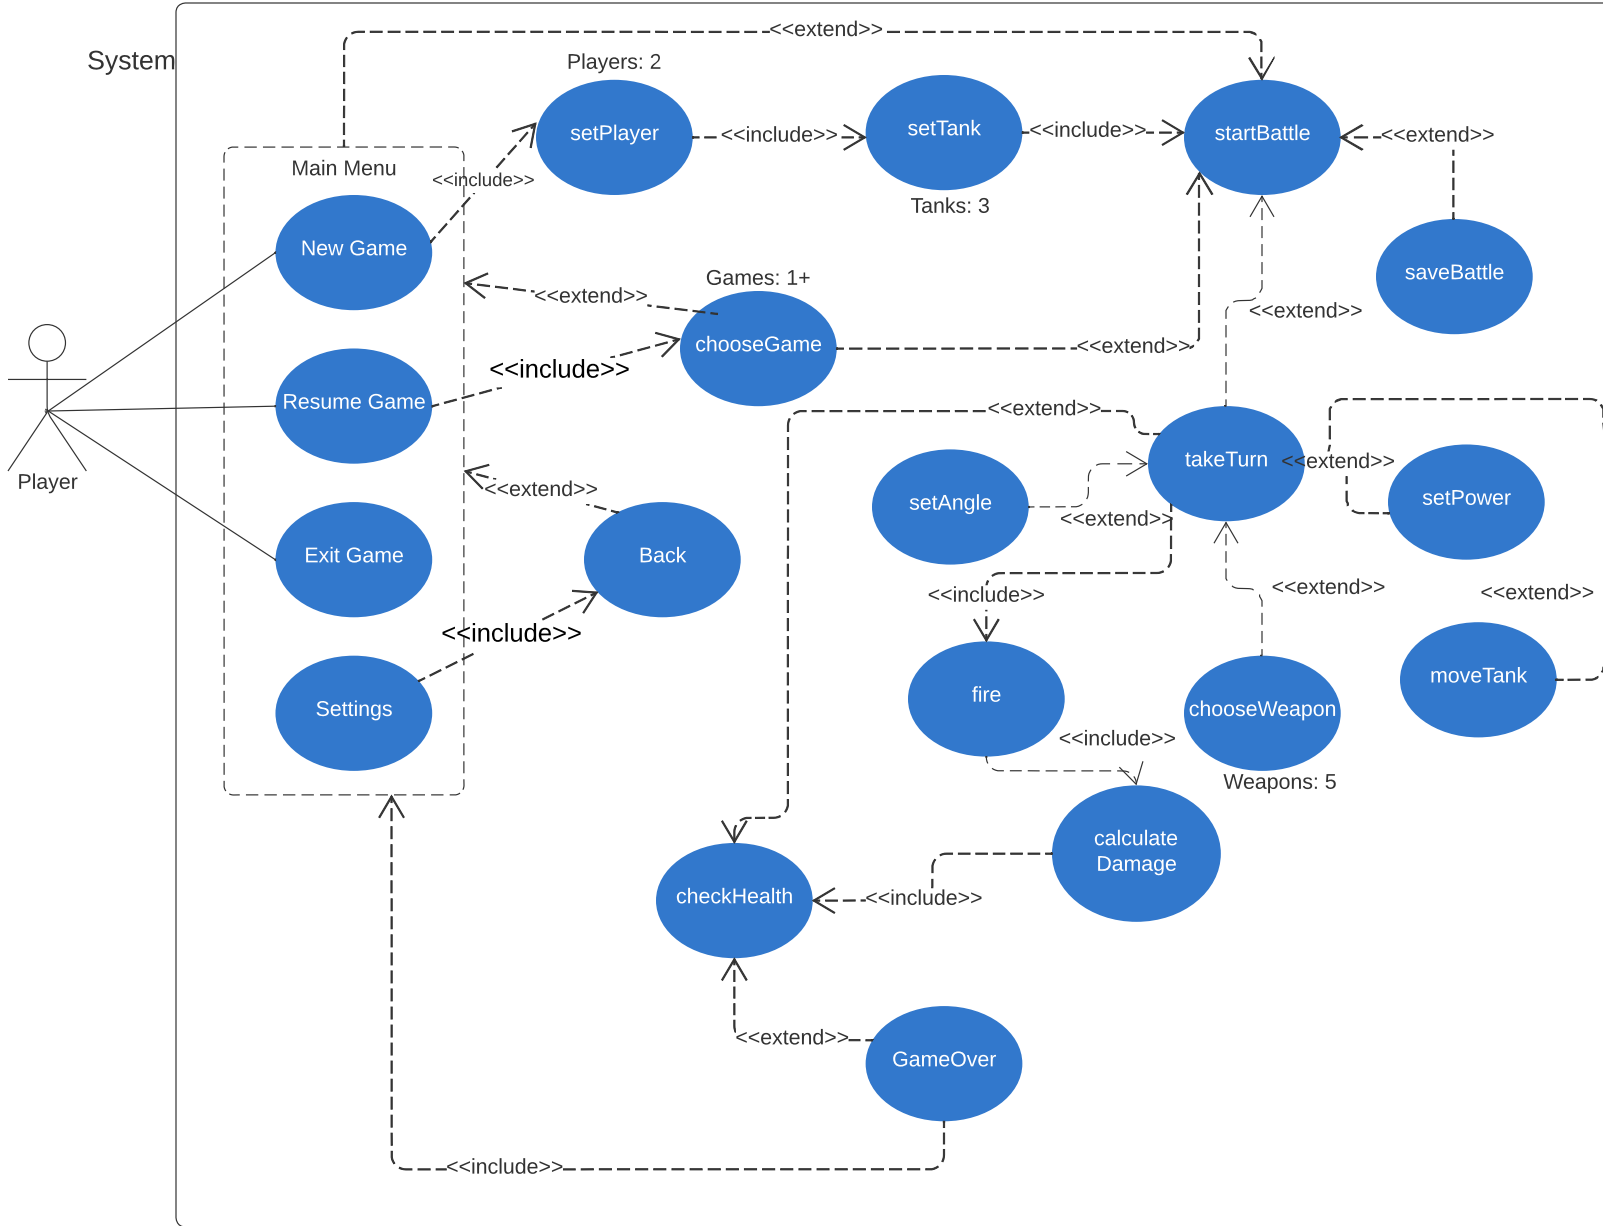 <<extend>>
System
Players: 2
setPlayer
<<include>>
setTank
<<include>>
startBattle
<<extend>>
Main Menu
<<include>>
Tanks: 3
New Game
saveBattle
Games: 1+
<<extend>>
<<extend>>
chooseGame
<<extend>>
<<include>>
Resume Game
<<extend>>
takeTurn
<<extend>>
Player
<<extend>>
setAngle
setPower
<<extend>>
Exit Game
Back
<<extend>>
<<include>>
<<extend>>
<<include>>
moveTank
fire
Settings
chooseWeapon
<<include>>
Weapons: 5
calculate
Damage
checkHealth
<<include>>
<<extend>>
GameOver
<<include>>